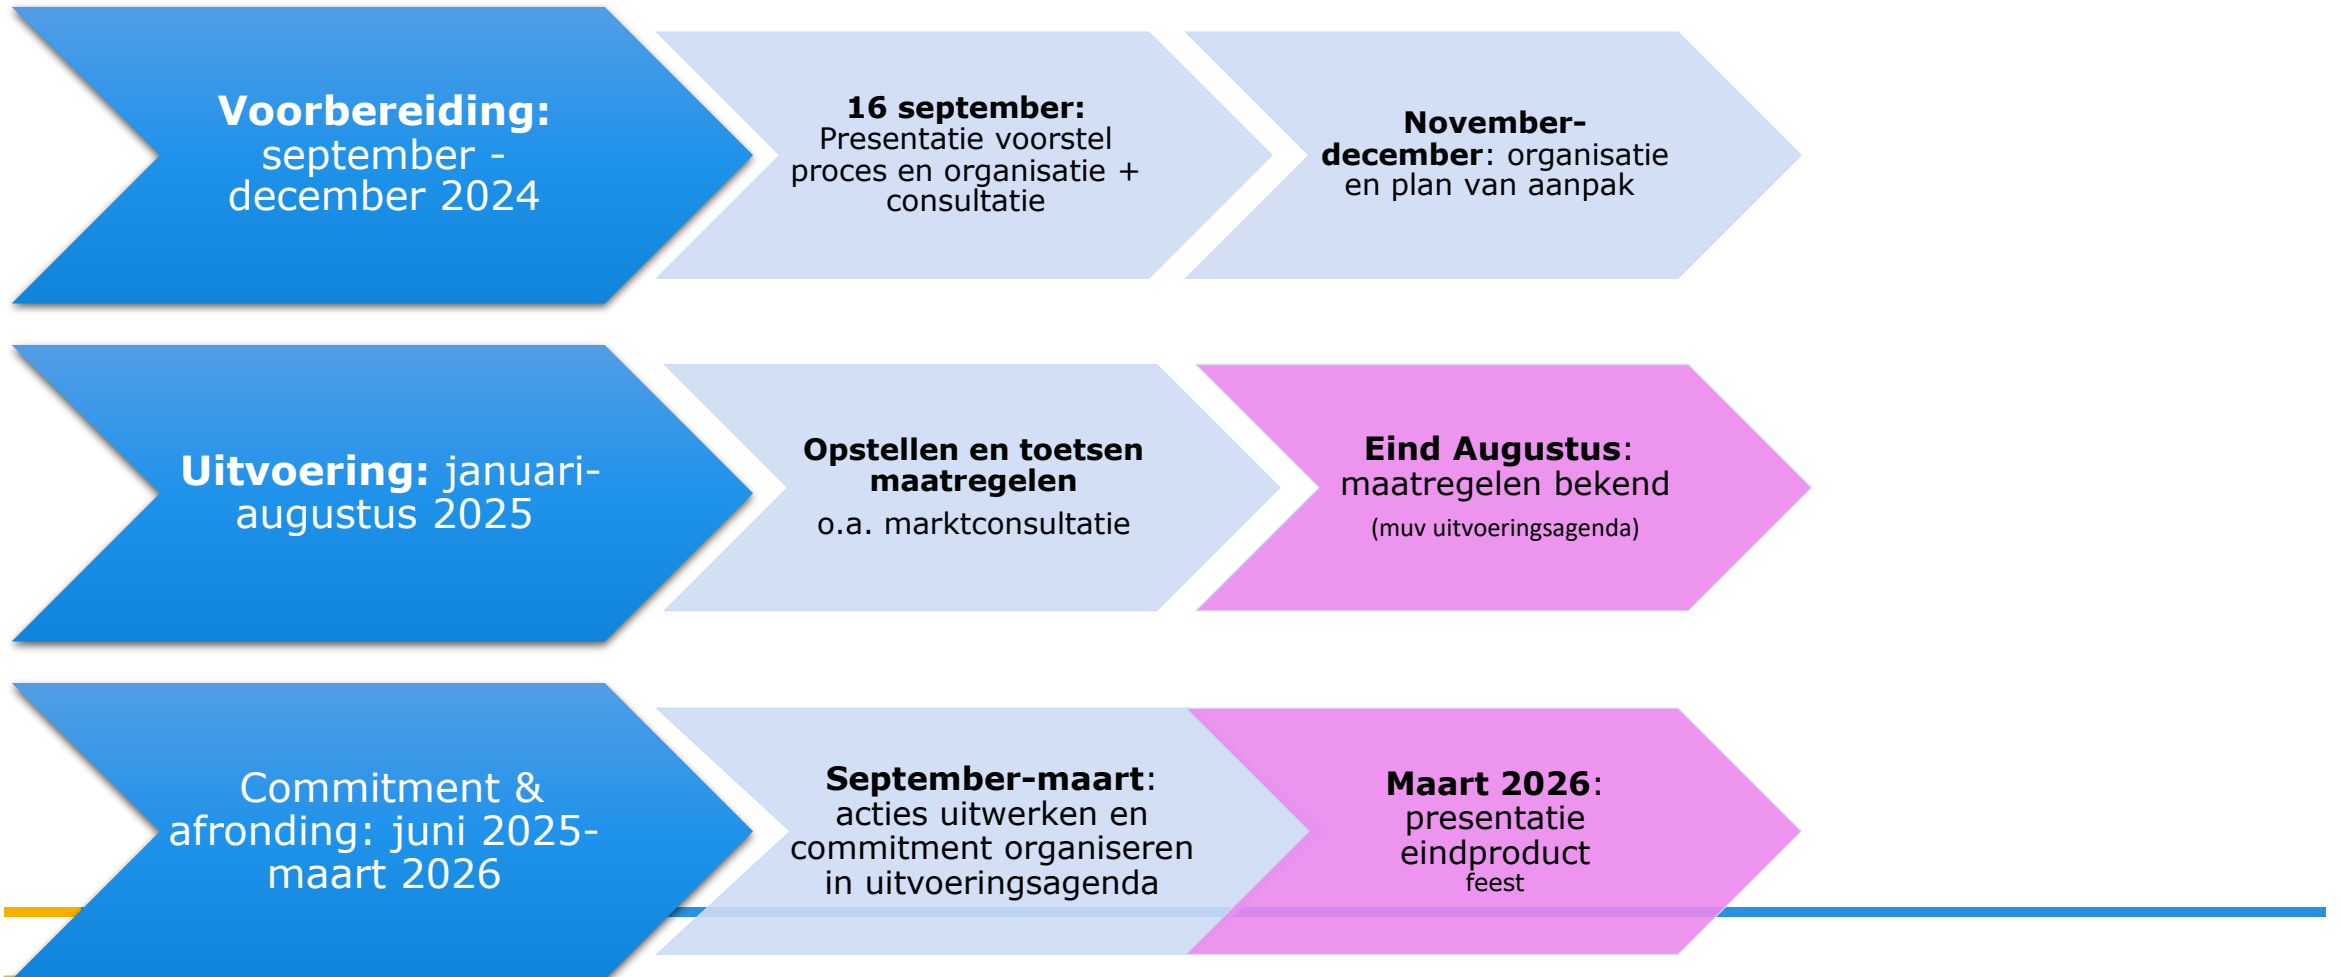 Voorbereiding:
september -
december 2024
16 september:
Presentatie voorstel
proces en organisatie +
consultatie
November-
december: organisatie
en plan van aanpak
Uitvoering: januari-
augustus 2025
Opstellen en toetsen
maatregelen
o.a. marktconsultatie
Eind Augustus:
maatregelen bekend
(muv uitvoeringsagenda)
Commitment &
afronding: juni 2025-
maart 2026
September-maart:
acties uitwerken en
commitment organiseren
in uitvoeringsagenda
Maart 2026:
presentatie
eindproduct
feest